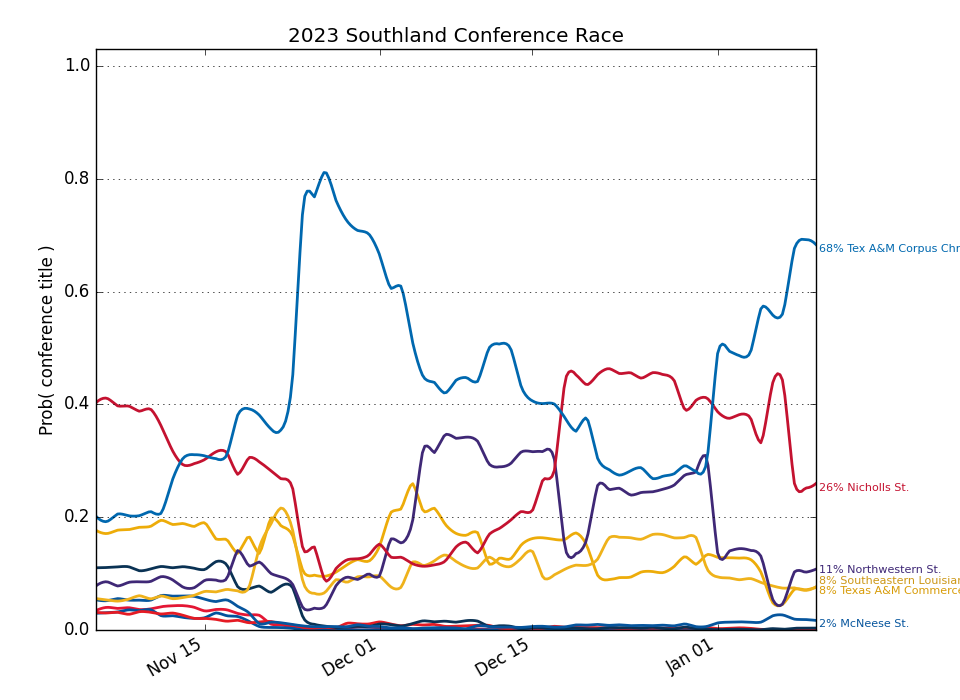 2023 Southland Conference Race
Prob( conference title )
1.0
0.8
0.6
0.4
0.2
0.0
Nov 15
Dec 01
Dec 15
Jan 01
68% Tex A&M Corpus Chr
26% Nicholls St.
11% Northwestern St.
8% Southeastern Louisian
8% Texas A&M Commerce
2% McNeese St.